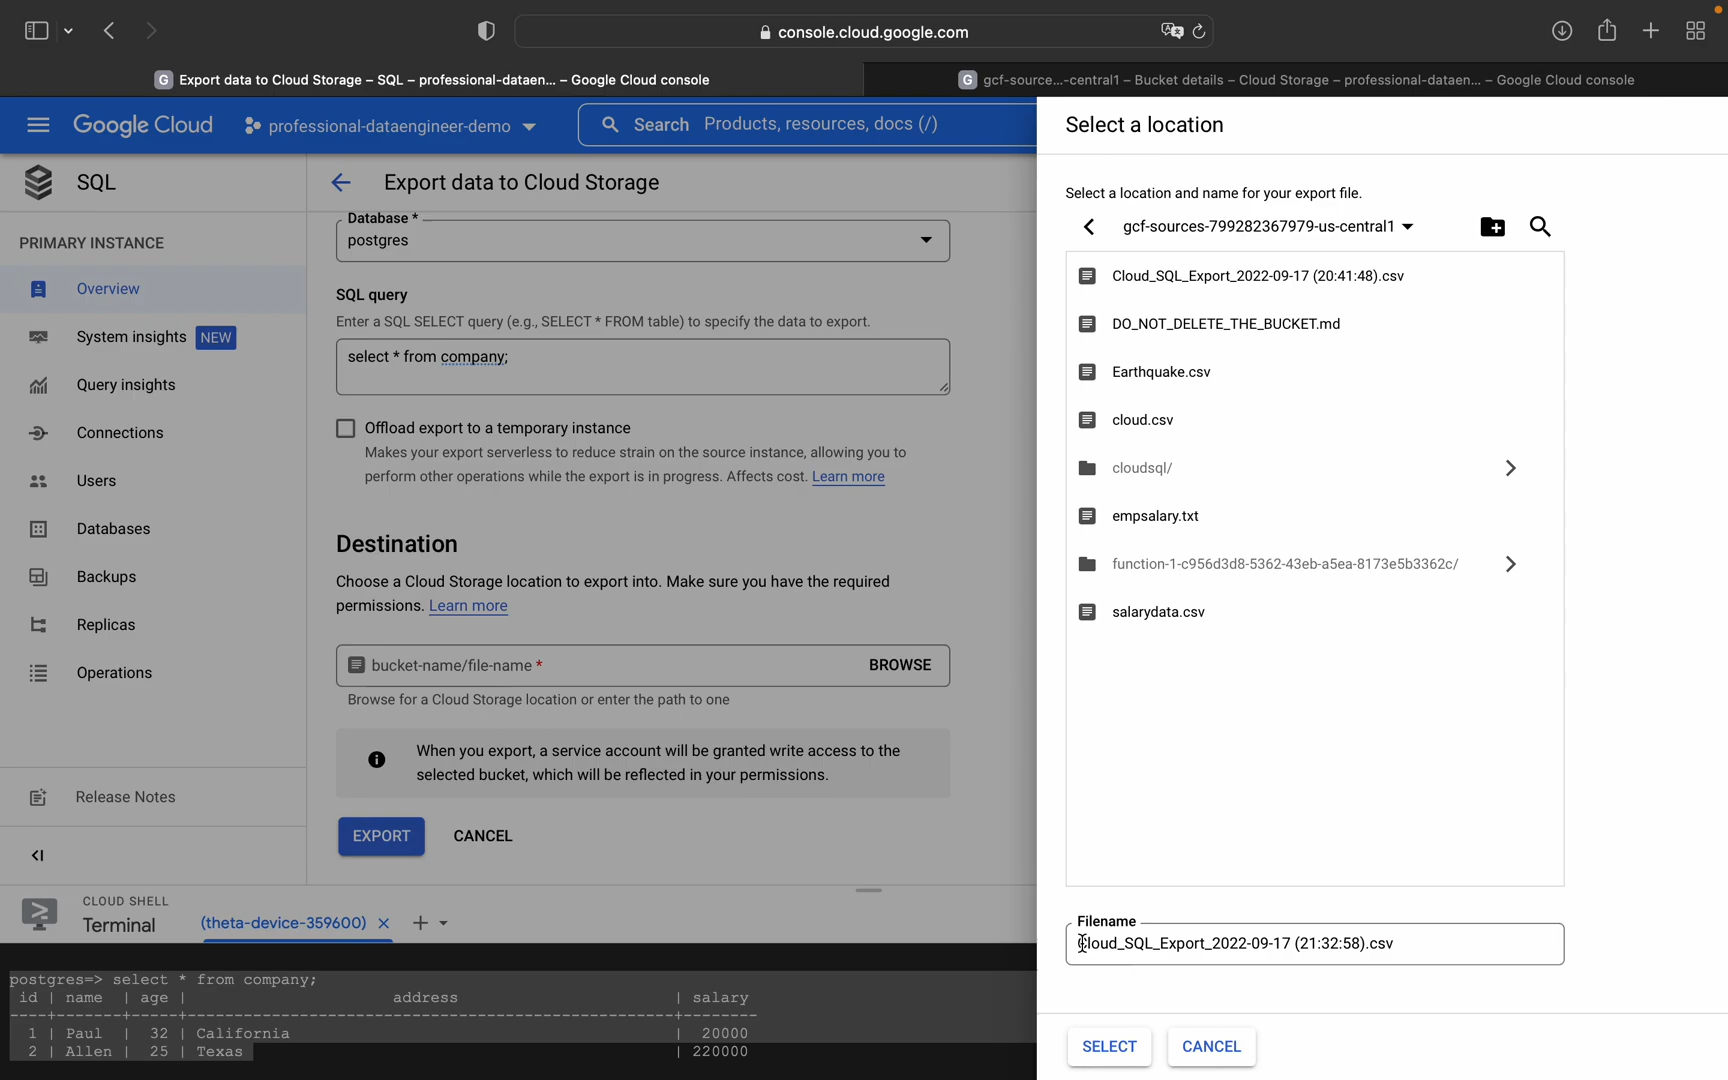 console.cloud.google.com
Export data to Cloud Storage – SQL – professional-dataen... – Google Cloud console
gcf-source...-central1 – Bucket details – Cloud Storage – professional-dataen... – Google Cloud console
Google Cloud
professional-dataengineer-demo
Search Products, resources, docs (/)
SQL
PRIMARY INSTANCE
Overview
System insights NEW
Query insights
Connections
Users
Databases
Backups
Replicas
Operations
Release Notes
Export data to Cloud Storage
Database *
postgres
SQL query
Enter a SQL SELECT query (e.g., SELECT * FROM table) to specify the data to export.
select * from company;
Offload export to a temporary instance
Makes your export serverless to reduce strain on the source instance, allowing you to
perform other operations while the export is in progress. Affects cost. Learn more
Destination
Choose a Cloud Storage location to export into. Make sure you have the required
permissions. Learn more
bucket-name/file-name * BROWSE
Browse for a Cloud Storage location or enter the path to one
When you export, a service account will be granted write access to the
selected bucket, which will be reflected in your permissions.
EXPORT CANCEL
Select a location
Select a location and name for your export file.
gcf-sources-799282367979-us-central1
Cloud_SQL_Export_2022-09-17 (20:41:48).csv
DO_NOT_DELETE_THE_BUCKET.md
Earthquake.csv
cloud.csv
cloudsql/
empsalary.txt
function-1-c956d3d8-5362-43eb-a5ea-8173e5b3362c/
salarydata.csv
Filename
Cloud_SQL_Export_2022-09-17 (21:32:58).csv
SELECT CANCEL
CLOUD SHELL
Terminal
(theta-device-359600)
postgres=> select * from company;
id | name | age | address | salary
----+-------+-----+----------------------------------------------------+--------
1 | Paul | 32 | California | 20000
2 | Allen | 25 | Texas | 220000